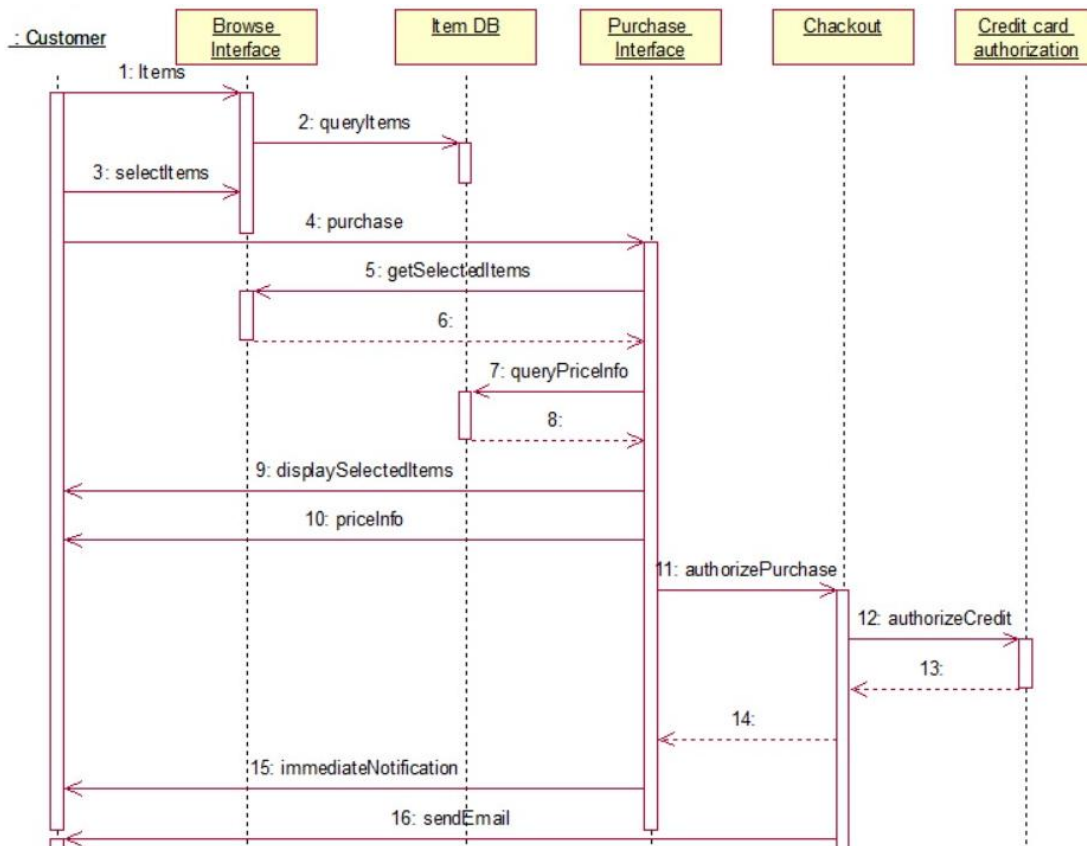 : Customer
Browse
Interface
Item DB
Purchase
Interface
Chackout
Credit card
authorization
1: Items
2: queryItems
3: selectItems
4: purchase
5: getSelectedItems
6:
7: queryPriceInfo
8:
9: displaySelectedItems
10: priceInfo
11: authorizePurchase
12: authorizeCredit
13:
14:
15: immediateNotification
16: sendEmail